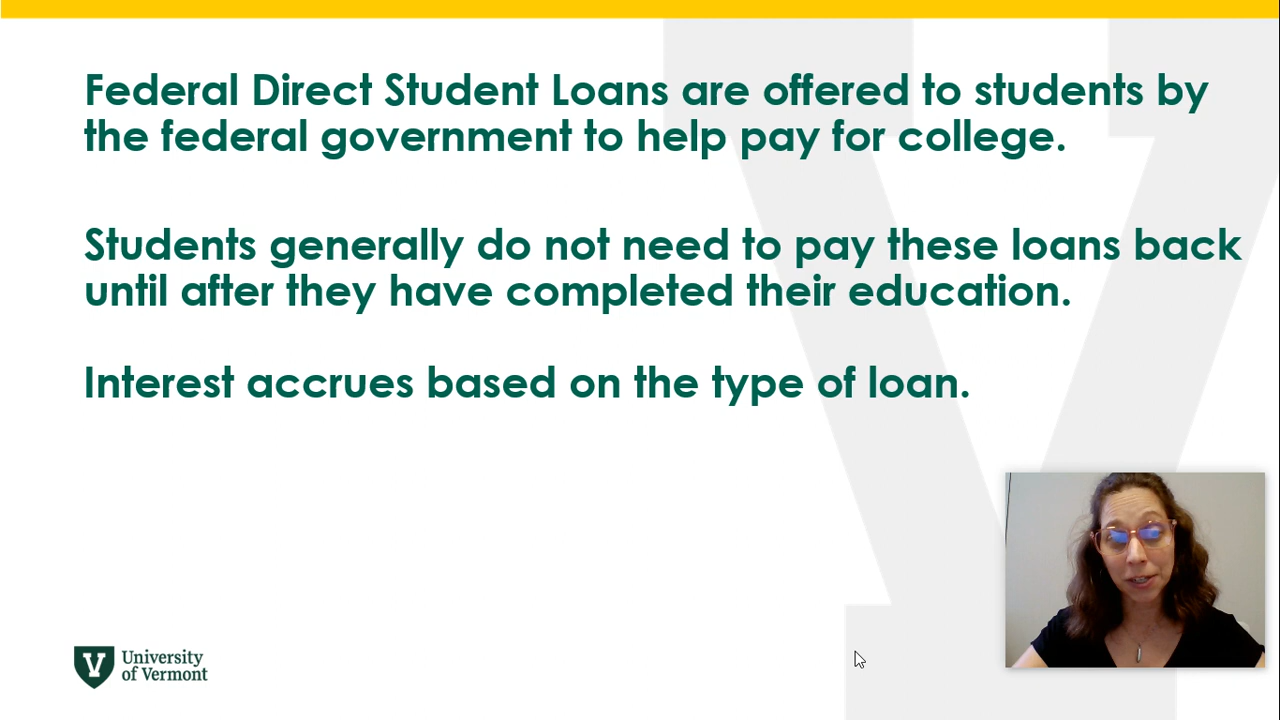 Federal Direct Student Loans are offered to students by
the federal government to help pay for college.
Students generally do not need to pay these loans back
until after they have completed their education.
Interest accrues based on the type of loan.
V
University
of Vermont